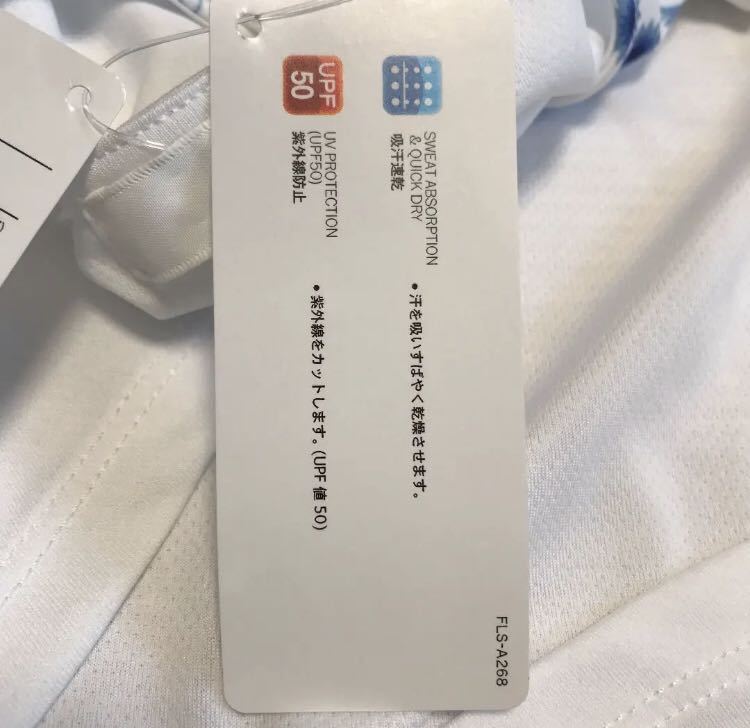 SWEAT ABSORPTION
& QUICK DRY
吸汗速乾
・汗を吸いすばやく乾燥させます。
UPF
50
UV PROTECTION
(UPF50)
紫外線防止
・紫外線をカットします。(UPF 値 50)
FLS-A268